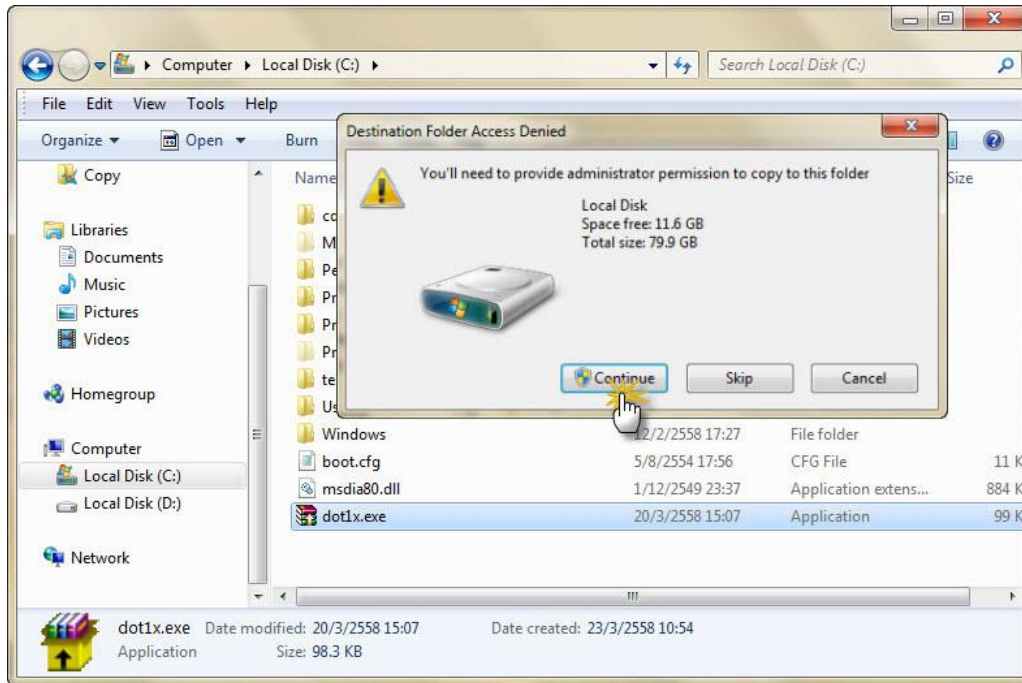 Computer ▸ Local Disk (C:) ▸
Search Local Disk (C:)
File Edit View Tools Help
Organize Open Burn
Copy
Libraries
Documents
Music
Pictures
Videos
Homegroup
Computer
Local Disk (C:)
Local Disk (D:)
Network
Name Size
Destination Folder Access Denied
You'll need to provide administrator permission to copy to this folder
Local Disk
Space free: 11.6 GB
Total size: 79.9 GB
Continue Skip Cancel
Windows 12/2/2558 17:27 File folder
boot.cfg 5/8/2554 17:56 CFG File 11 K
msdia80.dll 1/12/2549 23:37 Application extens... 884 K
dot1x.exe 20/3/2558 15:07 Application 99 K
dot1x.exe Date modified: 20/3/2558 15:07 Date created: 23/3/2558 10:54
Application Size: 98.3 KB